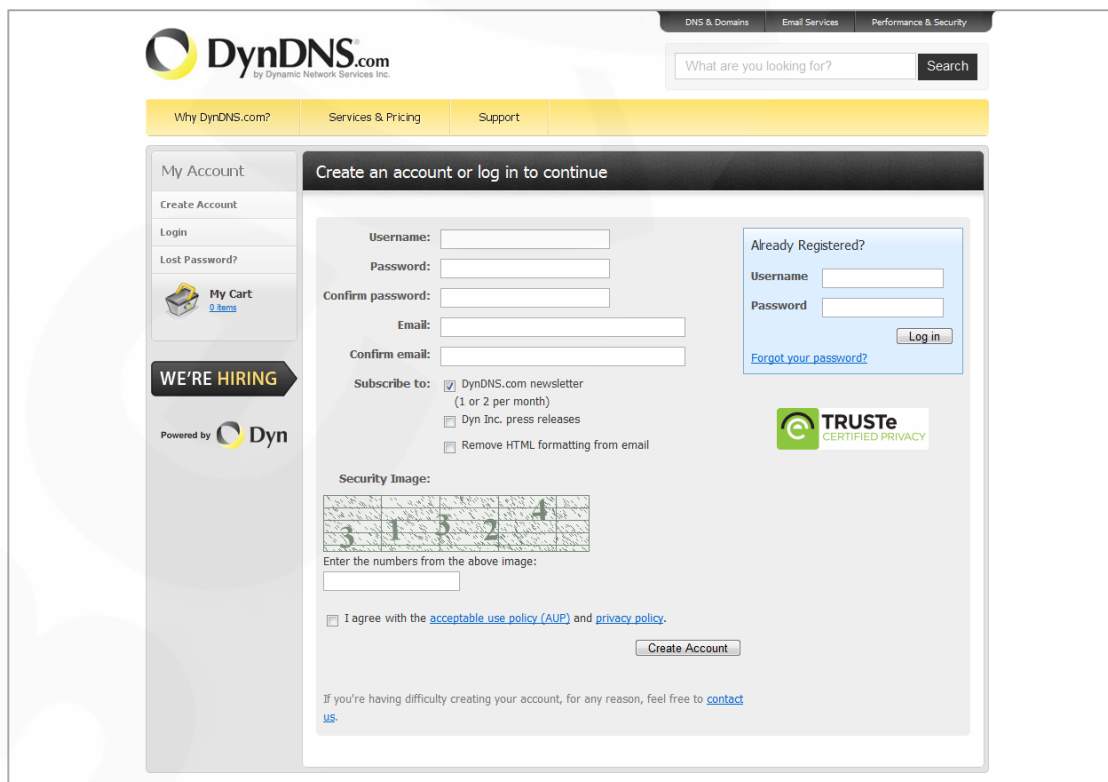 DNS & Domains
Email Services
Performance & Security
DynDNS.com
by Dynamic Network Services Inc.
What are you looking for?
Search
Why DynDNS.com?
Services & Pricing
Support
My Account
Create Account
Login
Lost Password?
My Cart
0 items
WE'RE HIRING
Powered by Dyn
Create an account or log in to continue
Username:
Password:
Confirm password:
Email:
Confirm email:
Subscribe to:
DynDNS.com newsletter
(1 or 2 per month)
Dyn Inc. press releases
Remove HTML formatting from email
Security Image:
3 1 3 2 4
Enter the numbers from the above image:
I agree with the acceptable use policy (AUP) and privacy policy.
Create Account
If you're having difficulty creating your account, for any reason, feel free to contact
us.
Already Registered?
Username
Password
Log in
Forgot your password?
TRUSTe
CERTIFIED PRIVACY